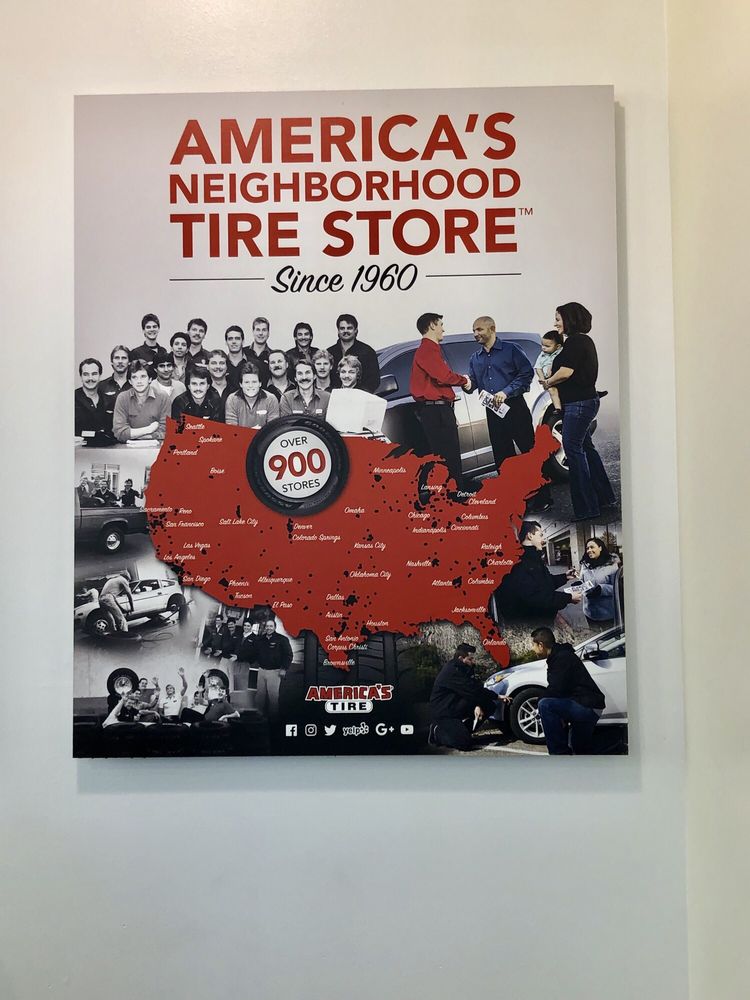 AMERICA'S
NEIGHBORHOOD
TIRE STORE™
Since 1960
OVER
900
STORES
Seattle
Spokane
Portland
Boise
Minneapolis
Lansing
Detroit
Cleveland
Sacramento
Reno
San Francisco
Salt Lake City
Omaha
Chicago
Columbus
Denver
Indianapolis
Cincinnati
Colorado Springs
Las Vegas
Kansas City
Raleigh
Los Angeles
Nashville
Charlotte
San Diego
Phoenix
Albuquerque
Oklahoma City
Atlanta
Columbia
Tucson
El Paso
Dallas
Jacksonville
Austin
Houston
San Antonio
Orlando
Corpus Christi
Brownsville
AMERICA'S
TIRE
yelp
G+